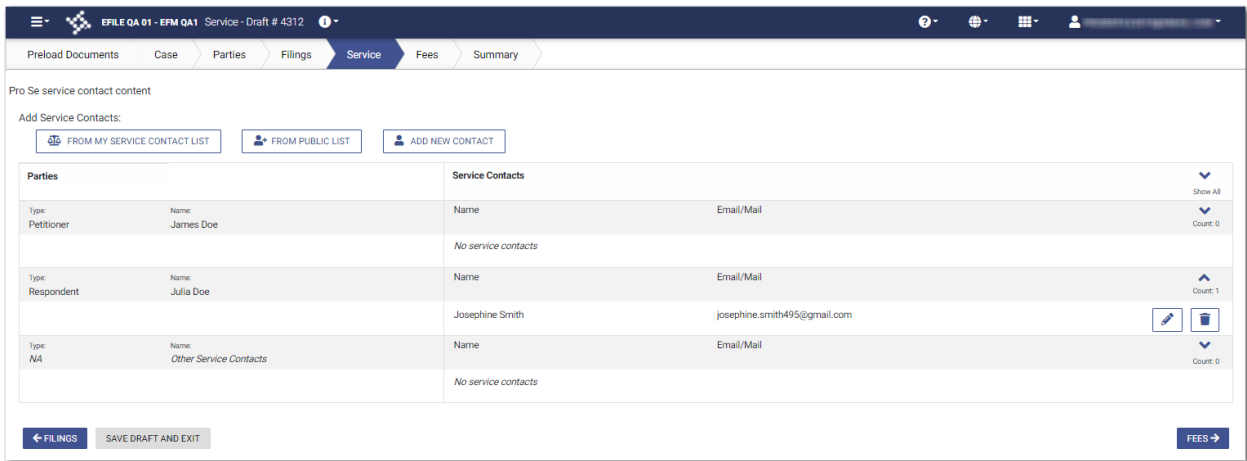 EFILE QA 01 - EFM QA1 Service - Draft # 4312
Preload Documents Case Parties Filings Service Fees Summary
Pro Se service contact content
Add Service Contacts:
FROM MY SERVICE CONTACT LIST FROM PUBLIC LIST ADD NEW CONTACT
Parties Service Contacts
Show All
Type: Name: Name Email/Mail
Petitioner James Doe Count: 0
No service contacts
Type: Name: Name Email/Mail
Respondent Julia Doe Count: 1
Josephine Smith josephine.smith495@gmail.com
Type: Name: Name Email/Mail
NA Other Service Contacts Count: 0
No service contacts
FILINGS SAVE DRAFT AND EXIT FEES